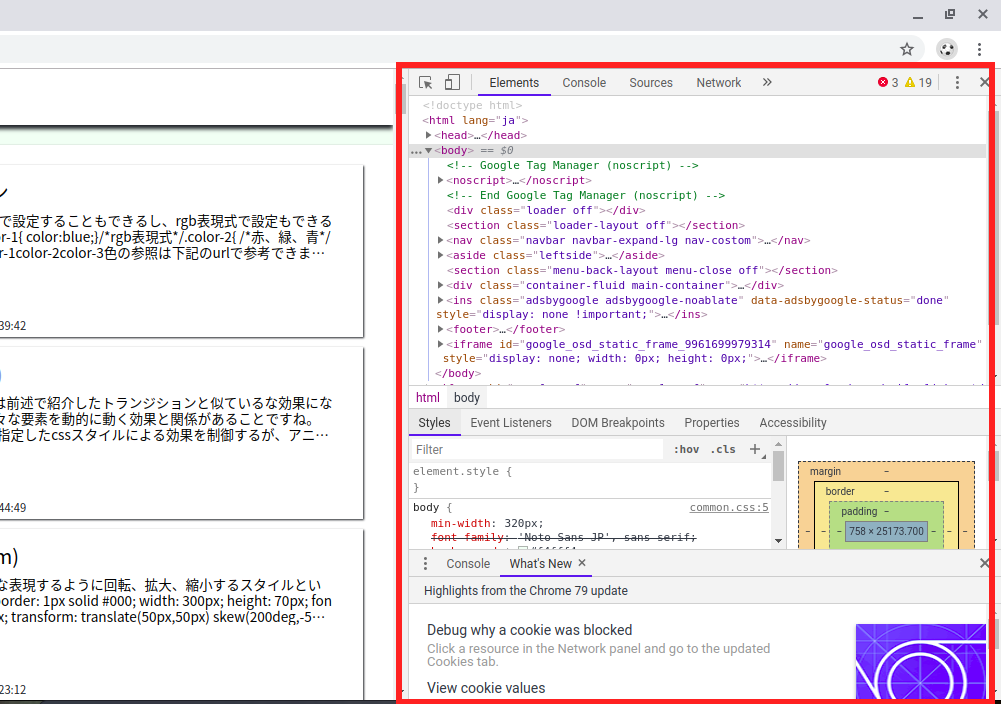 ン
で設定することもできるし、rgb表現式で設定もできる
r-1{ color:blue;}/*rgb表現式*/.color-2{ /*赤、緑、青*/
r-1color-2color-3色の参照は下記のurlで参考できま…
39:42
は前述で紹介したトランジションと似ているな効果にな
々な要素を動的に動く効果と関係があることですね。
指定したcssスタイルによる効果を制御するが、アニ…
44:49
m)
な表現するように回転、拡大、縮小するスタイルとい
order: 1px solid #000; width: 300px; height: 70px; fon
x; transform: translate(50px,50px) skew(200deg,-5…
23:12
Elements Console Sources Network » 3 19
<!doctype html>
<html lang="ja">
<head>…</head>
<body> == $0
<!-- Google Tag Manager (noscript) -->
<noscript>…</noscript>
<!-- End Google Tag Manager (noscript) -->
<div class="loader off"></div>
<section class="loader-layout off"></section>
<nav class="navbar navbar-expand-lg nav-costom">…</nav>
<aside class="leftside">…</aside>
<section class="menu-back-layout menu-close off"></section>
<div class="container-fluid main-container">…</div>
<ins class="adsbygoogle adsbygoogle-noablate" data-adsbygoogle-status="done"
style="display: none !important;">…</ins>
<footer>…</footer>
<iframe id="google_osd_static_frame_9961699979314" name="google_osd_static_frame"
style="display: none; width: 0px; height: 0px;">…</iframe>
</body>
html body
Styles Event Listeners DOM Breakpoints Properties Accessibility
Filter :hov .cls +
element.style {
}
body { common.css:5
min-width: 320px;
font-family: 'Noto Sans JP', sans-serif;
margin –
border –
padding –
– – – 758 × 25173.700 – – –
Console What's New ×
Highlights from the Chrome 79 update
Debug why a cookie was blocked
Click a resource in the Network panel and go to the updated
Cookies tab.
View cookie values